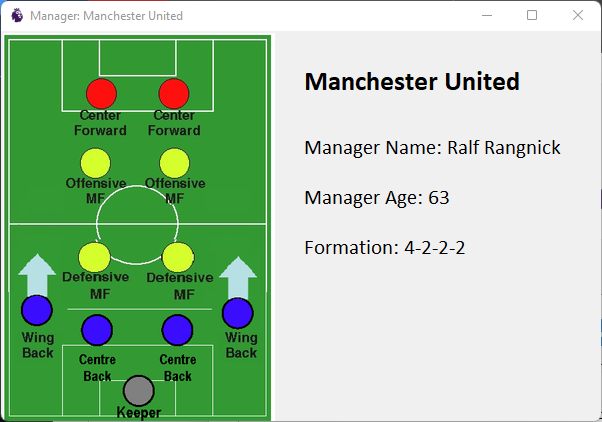 Manager: Manchester United
Manchester United
Manager Name: Ralf Rangnick
Manager Age: 63
Formation: 4-2-2-2
Center Forward
Center Forward
Offensive MF
Offensive MF
Defensive MF
Defensive MF
Wing Back
Centre Back
Centre Back
Wing Back
Keeper